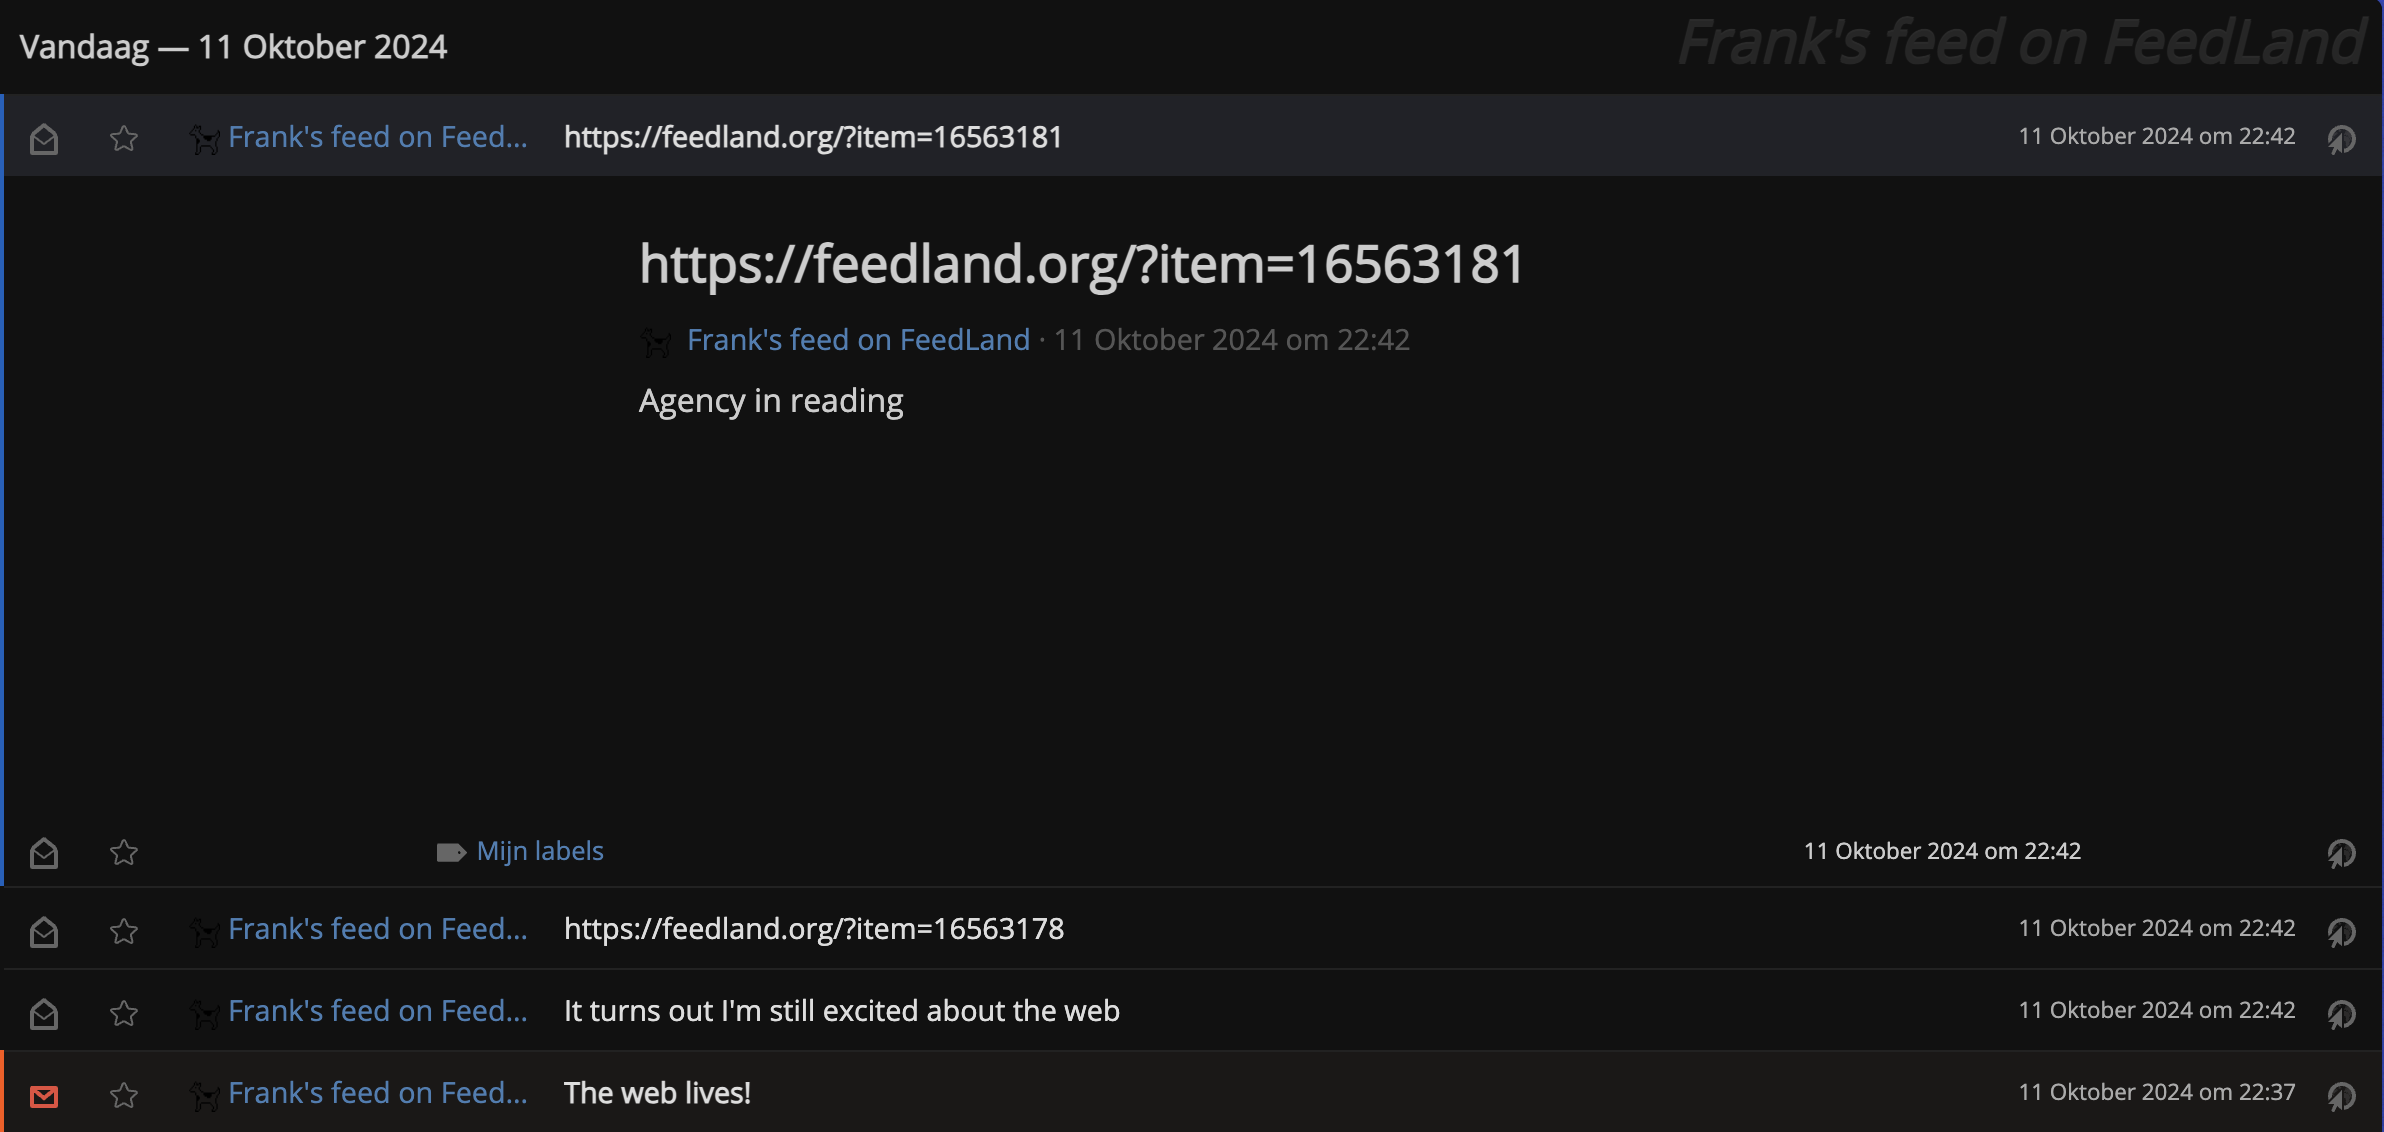 Vandaag — 11 Oktober 2024
Frank's feed on FeedLand
Frank's feed on Feed... https://feedland.org/?item=16563181 11 Oktober 2024 om 22:42
https://feedland.org/?item=16563181
Frank's feed on FeedLand · 11 Oktober 2024 om 22:42
Agency in reading
Mijn labels 11 Oktober 2024 om 22:42
Frank's feed on Feed... https://feedland.org/?item=16563178 11 Oktober 2024 om 22:42
Frank's feed on Feed... It turns out I'm still excited about the web 11 Oktober 2024 om 22:42
Frank's feed on Feed... The web lives! 11 Oktober 2024 om 22:37